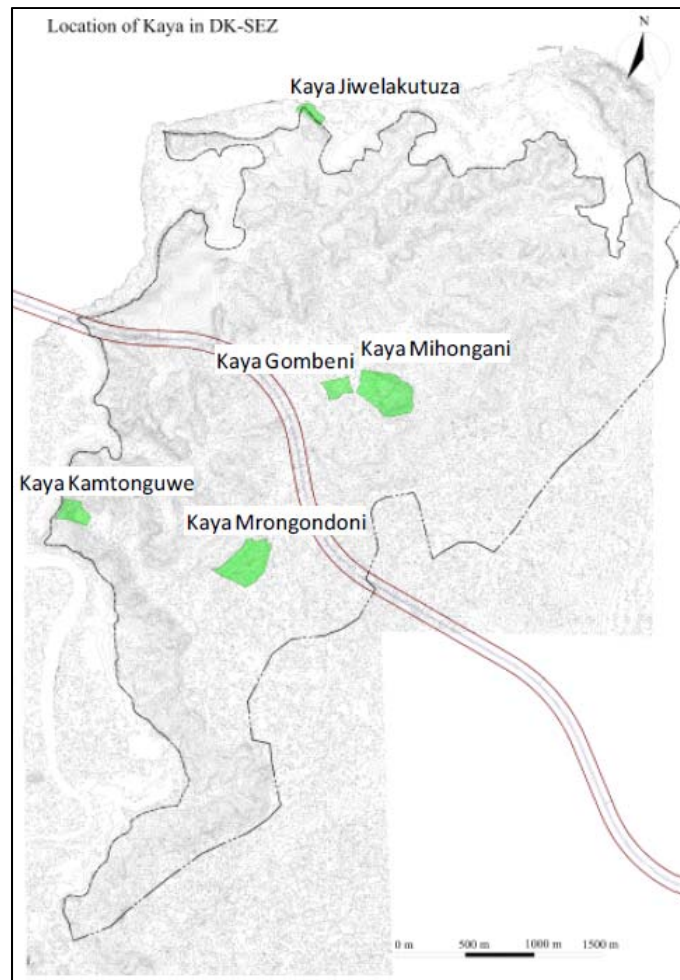 Location of Kaya in DK-SEZ
N
Kaya Jiwelakutuza
Kaya Gombeni
Kaya Mihongani
Kaya Kamtonguwe
Kaya Mrongondoni
0 m 500 m 1000 m 1500 m